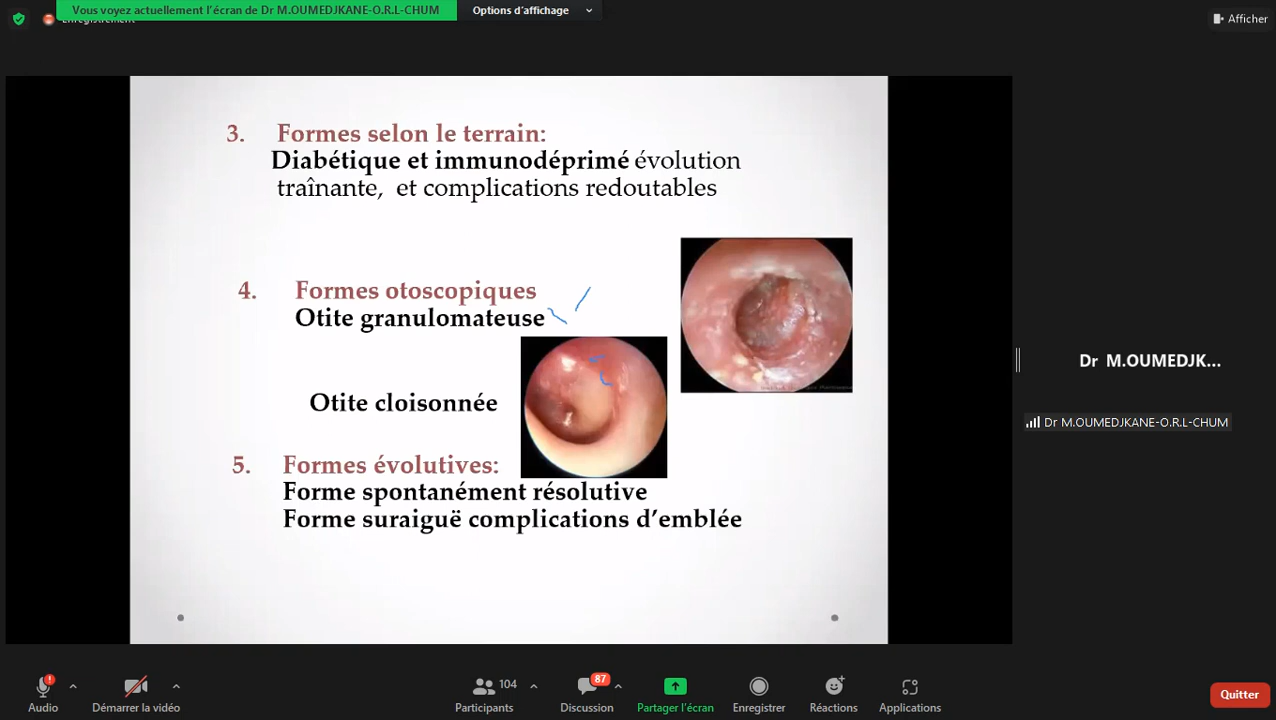 Vous voyez actuellement l'écran de Dr M.OUMEDJKANE-O.R.L-CHUM
Options d'affichage
Enregistrement
Afficher
3. Formes selon le terrain:
Diabétique et immunodéprimé évolution
traînante, et complications redoutables
4. Formes otoscopiques
Otite granulomateuse
Otite cloisonnée
5. Formes évolutives:
Forme spontanément résolutive
Forme suraiguë complications d'emblée
Dr M.OUMEDJK...
Dr M.OUMEDJKANE-O.R.L-CHUM
Audio
Démarrer la vidéo
104
Participants
87
Discussion
Partager l'écran
Enregistrer
Réactions
Applications
Quitter